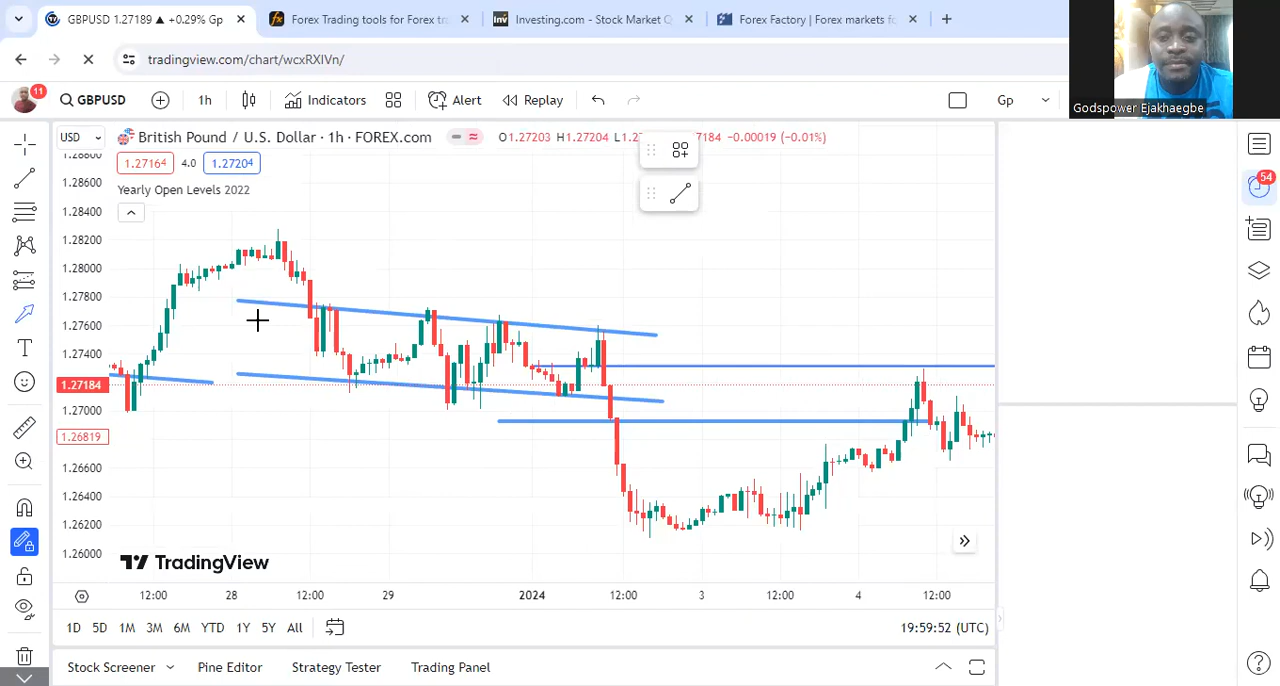 GBPUSD 1.27189 ▲ +0.29% Gp
Forex Trading tools for Forex tra
Investing.com - Stock Market Q
Forex Factory | Forex markets fo
tradingview.com/chart/wcxRXIVn/
Godspower Ejakhaegbe
11
GBPUSD
1h
Indicators
Alert
Replay
Gp
USD
British Pound / U.S. Dollar · 1h · FOREX.com
O1.27203 H1.27204 L1.27 7184 −0.00019 (−0.01%)
1.27164
4.0
1.27204
Yearly Open Levels 2022
54
1.28800
1.28600
1.28400
1.28200
1.28000
1.27800
1.27600
1.27400
1.27184
1.27000
1.26819
1.26600
1.26400
1.26200
1.26000
TradingView
12:00
28
12:00
29
2024
12:00
3
12:00
4
12:00
1D
5D
1M
3M
6M
YTD
1Y
5Y
All
19:59:52 (UTC)
Stock Screener
Pine Editor
Strategy Tester
Trading Panel